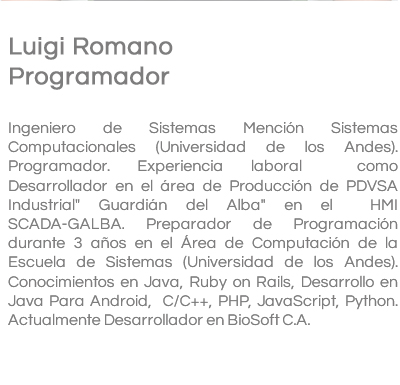 Luigi Romano
Programador
Ingeniero de Sistemas Mención Sistemas
Computacionales (Universidad de los Andes).
Programador. Experiencia laboral como
Desarrollador en el área de Producción de PDVSA
Industrial" Guardián del Alba" en el HMI
SCADA-GALBA. Preparador de Programación
durante 3 años en el Área de Computación de la
Escuela de Sistemas (Universidad de los Andes).
Conocimientos en Java, Ruby on Rails, Desarrollo en
Java Para Android, C/C++, PHP, JavaScript, Python.
Actualmente Desarrollador en BioSoft C.A.